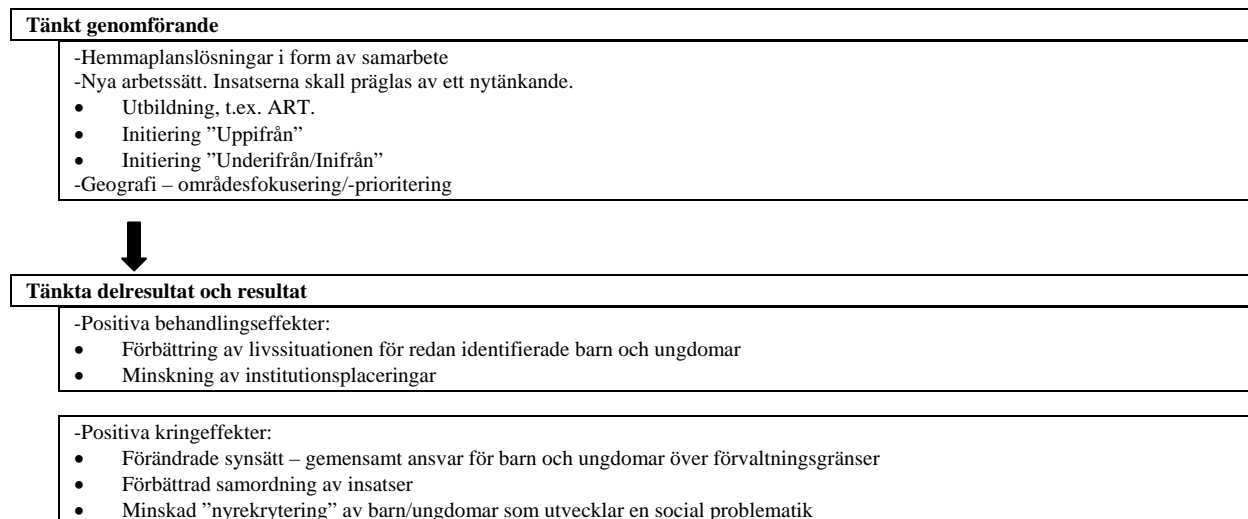 Tänkt genomförande
-Hemmaplanslösningar i form av samarbete
-Nya arbetssätt. Insatserna skall präglas av ett nytänkande.
• Utbildning, t.ex. ART.
• Initiering ”Uppifrån”
• Initiering ”Underifrån/Inifrån”
-Geografi – områdesfokusering/-prioritering
Tänkta delresultat och resultat
-Positiva behandlingseffekter:
• Förbättring av livssituationen för redan identifierade barn och ungdomar
• Minskning av institutionsplaceringar
-Positiva kringeffekter:
• Förändrade synsätt – gemensamt ansvar för barn och ungdomar över förvaltningsgränser
• Förbättrad samordning av insatser
• Minskad ”nyrekrytering” av barn/ungdomar som utvecklar en social problematik